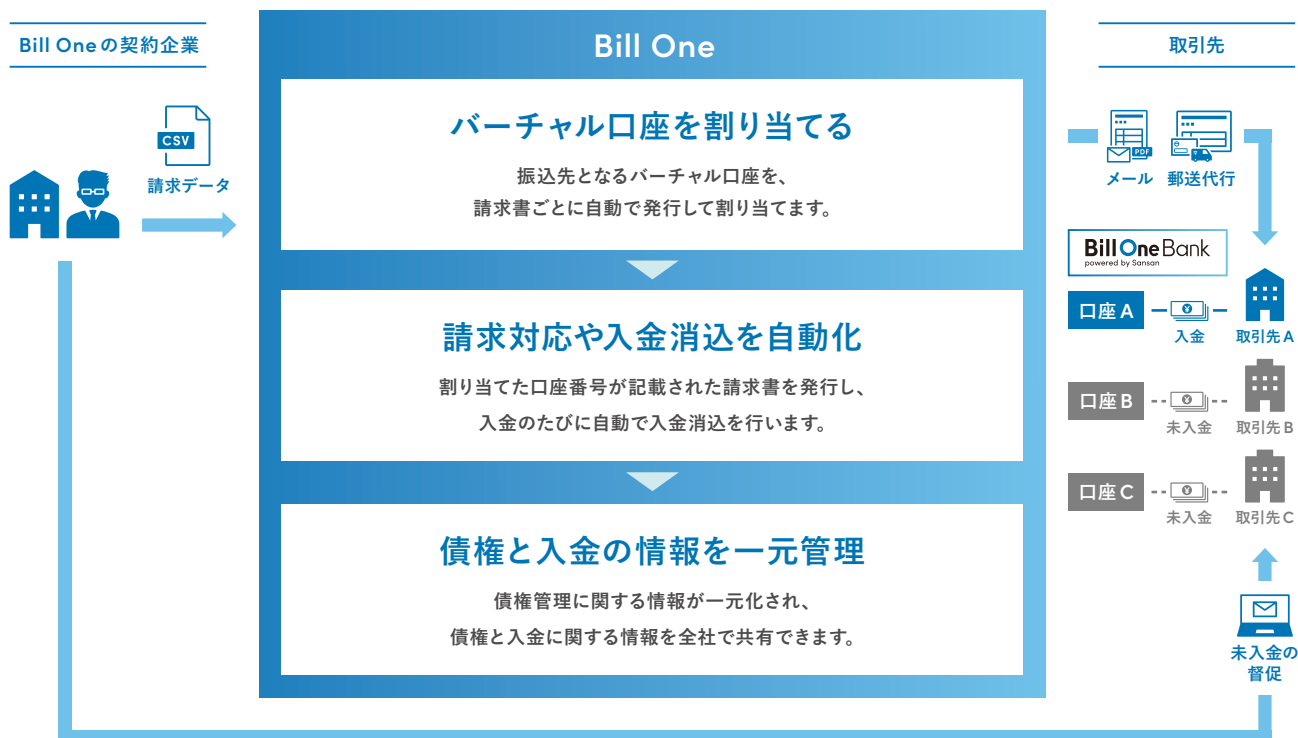 Bill Oneの契約企業
CSV
請求データ
Bill One
バーチャル口座を割り当てる
振込先となるバーチャル口座を、
請求書ごとに自動で発行して割り当てます。
請求対応や入金消込を自動化
割り当てた口座番号が記載された請求書を発行し、
入金のたびに自動で入金消込を行います。
債権と入金の情報を一元管理
債権管理に関する情報が一元化され、
債権と入金に関する情報を全社で共有できます。
取引先
PDF
メール 郵送代行
Bill One Bank
powered by Sansan
口座A ¥ 入金 取引先A
口座B ¥ 未入金 取引先B
口座C ¥ 未入金 取引先C
未入金の
督促